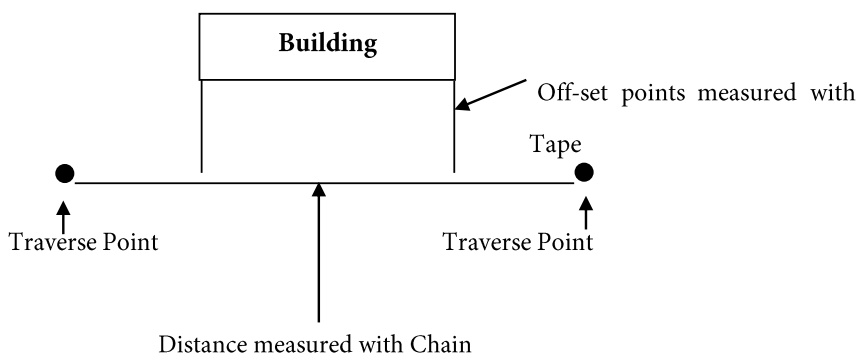 Building
Off-set points measured with
Tape
Traverse Point
Traverse Point
Distance measured with Chain